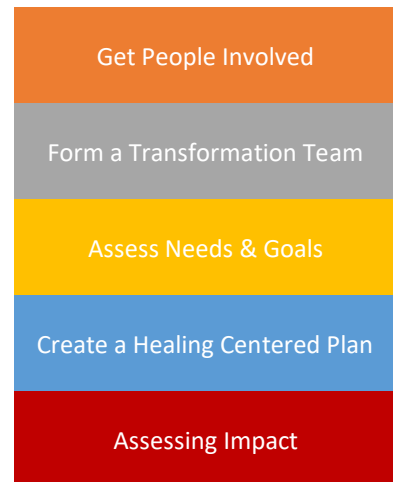 Get People Involved
Form a Transformation Team
Assess Needs & Goals
Create a Healing Centered Plan
Assessing Impact